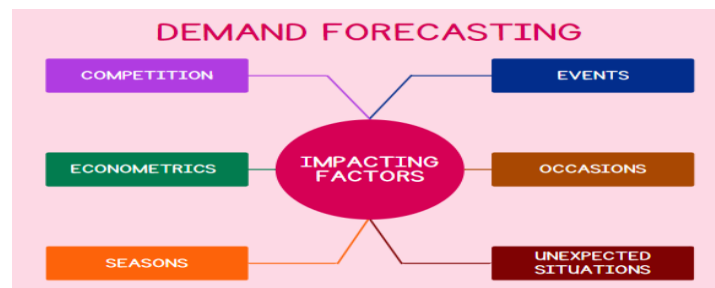 DEMAND FORECASTING
COMPETITION
EVENTS
IMPACTING
FACTORS
ECONOMETRICS
OCCASIONS
SEASONS
UNEXPECTED
SITUATIONS